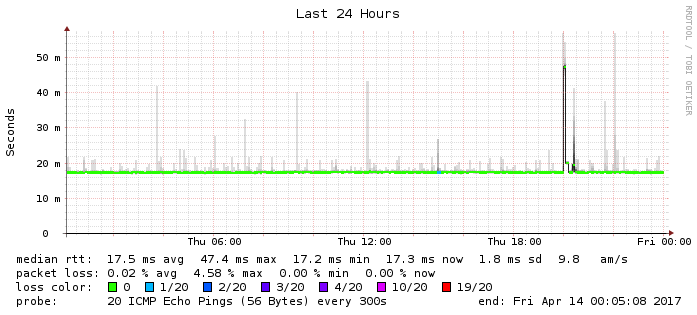 Last 24 Hours
RRDTOOL / TOBI OETIKER
Seconds
50 m
40 m
30 m
20 m
10 m
0
Thu 06:00 Thu 12:00 Thu 18:00 Fri 00:00
median rtt: 17.5 ms avg 47.4 ms max 17.2 ms min 17.3 ms now 1.8 ms sd 9.8 am/s
packet loss: 0.02 % avg 4.58 % max 0.00 % min 0.00 % now
loss color: 0 1/20 2/20 3/20 4/20 10/20 19/20
probe: 20 ICMP Echo Pings (56 Bytes) every 300s end: Fri Apr 14 00:05:08 2017